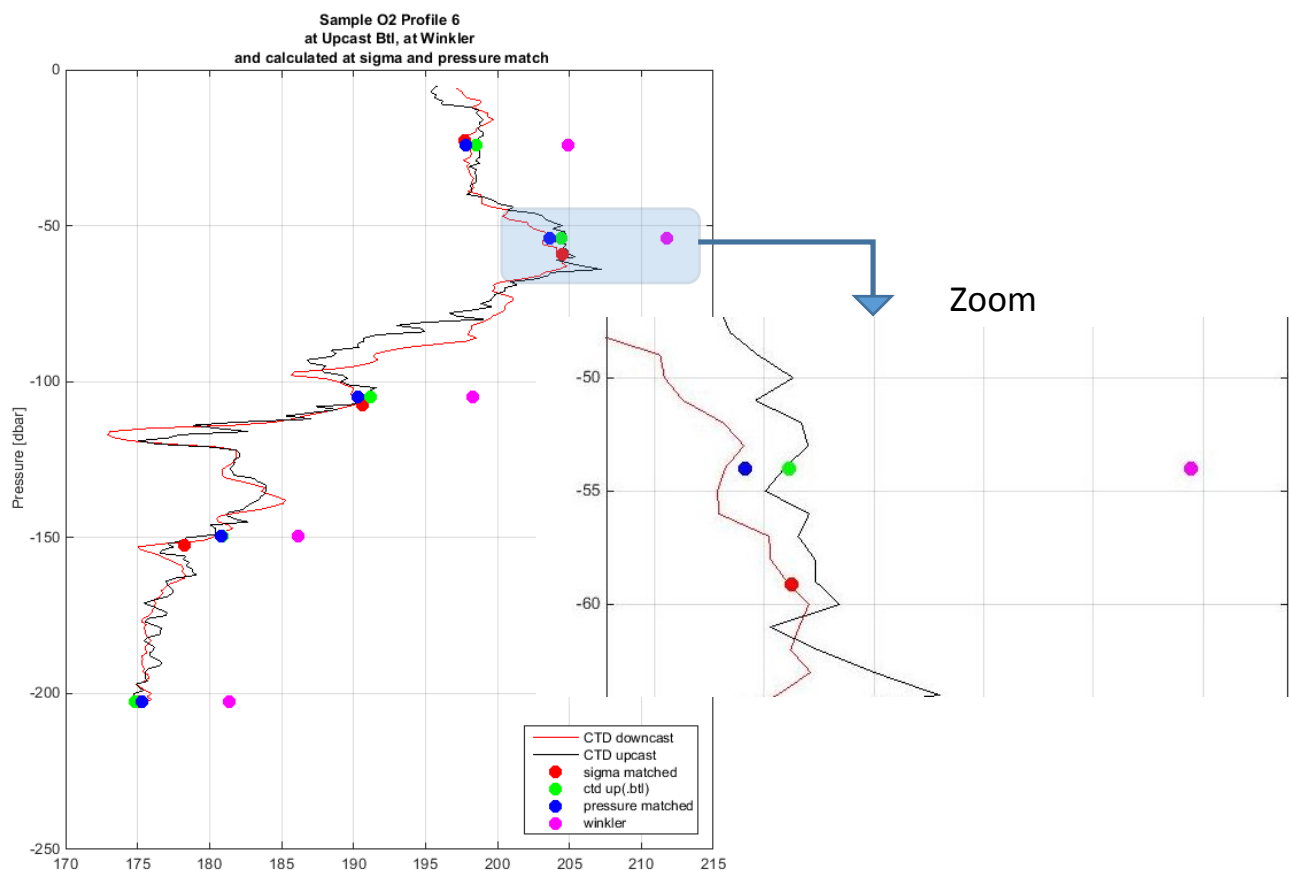 Sample O2 Profile 6
at Upcast Btl, at Winkler
and calculated at sigma and pressure match
0
-50
-100
-150
-200
-250
Pressure [dbar]
170
175
180
185
190
195
200
205
210
215
CTD downcast
CTD upcast
sigma matched
ctd up(.btl)
pressure matched
winkler
Zoom
-50
-55
-60